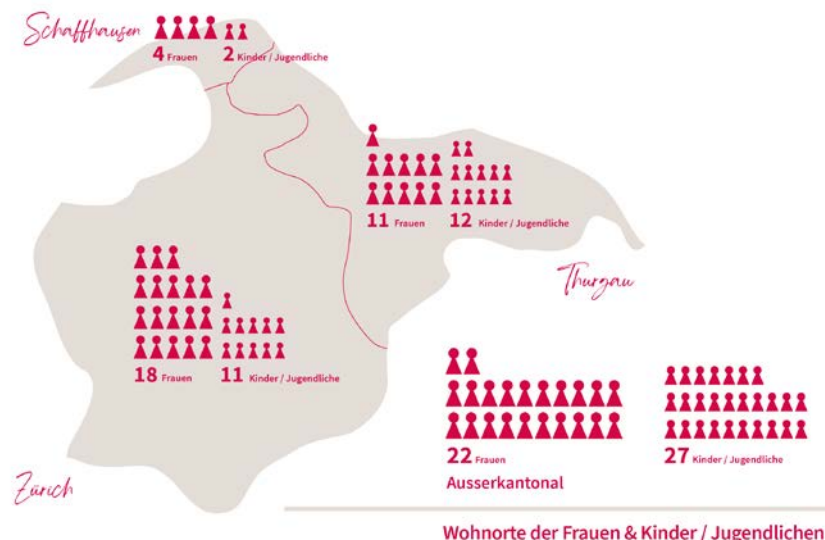 Schaffhausen
4 Frauen 2 Kinder / Jugendliche
11 Frauen 12 Kinder / Jugendliche
Thurgau
18 Frauen 11 Kinder / Jugendliche
22 Frauen 27 Kinder / Jugendliche
Ausserkantonal
Zürich
Wohnorte der Frauen & Kinder / Jugendlichen